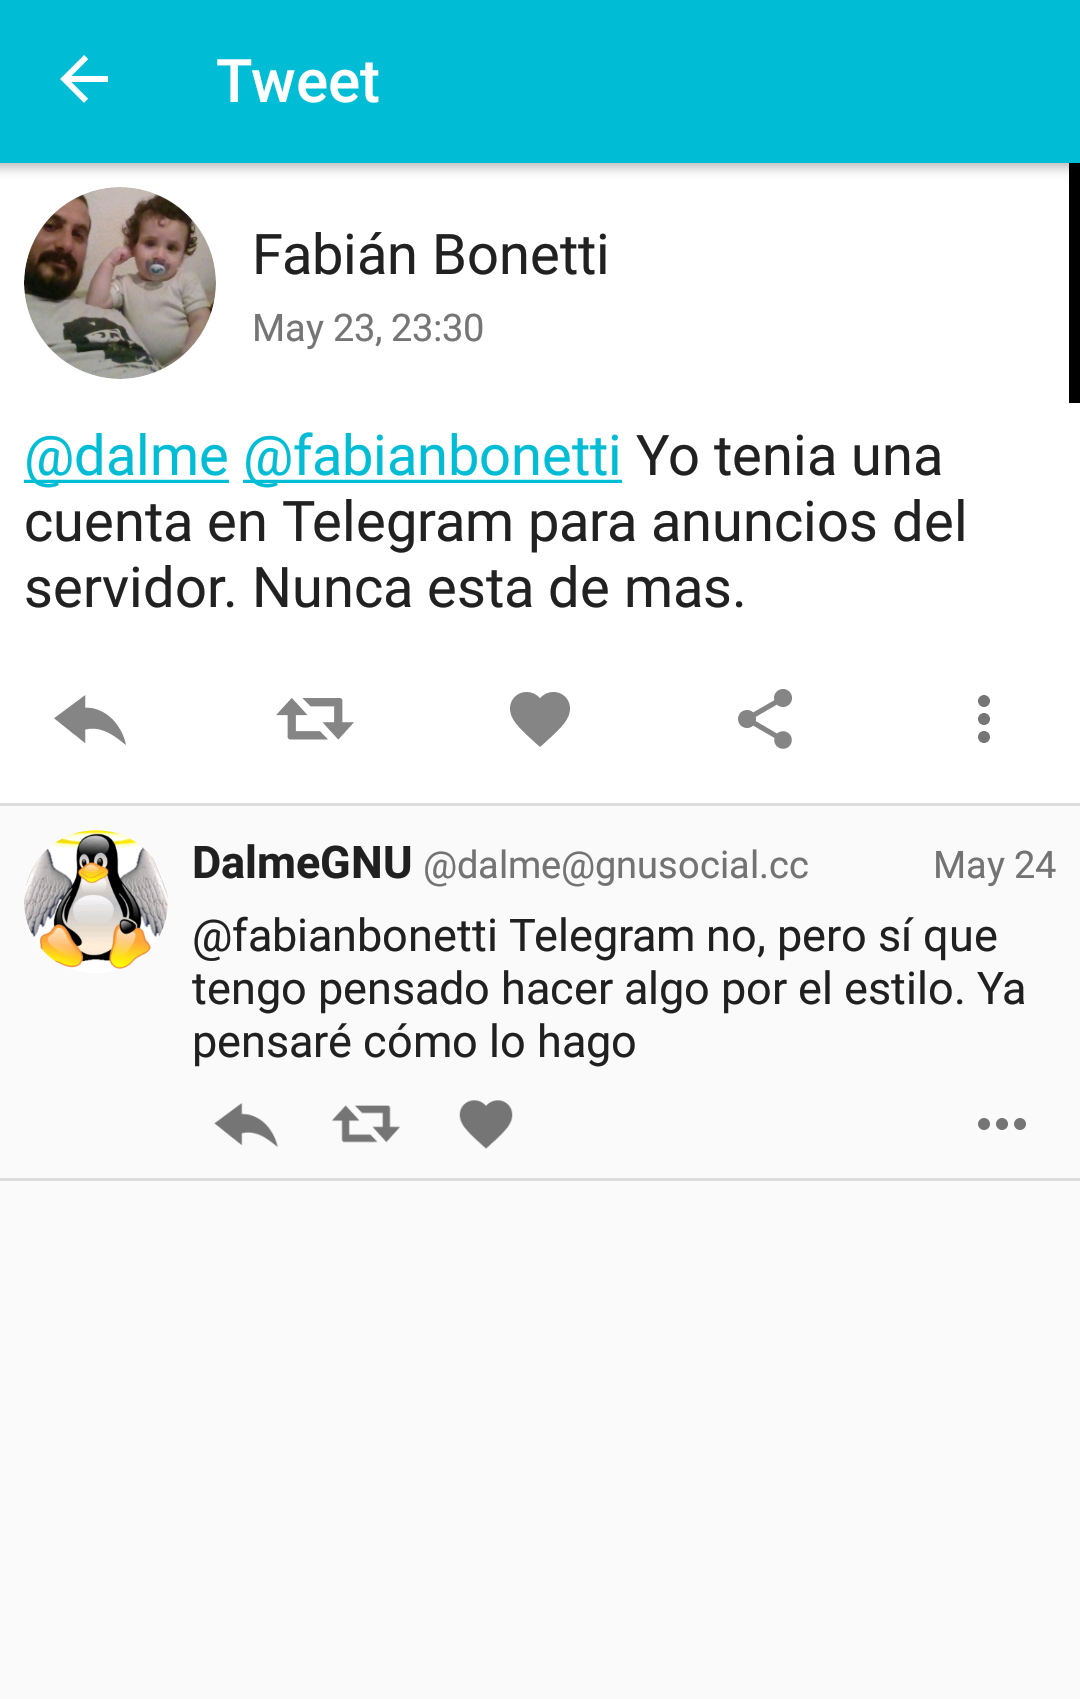 Tweet
Fabián Bonetti
May 23, 23:30
@dalme @fabianbonetti Yo tenia una
cuenta en Telegram para anuncios del
servidor. Nunca esta de mas.
DalmeGNU @dalme@gnusocial.cc May 24
@fabianbonetti Telegram no, pero sí que
tengo pensado hacer algo por el estilo. Ya
pensaré cómo lo hago